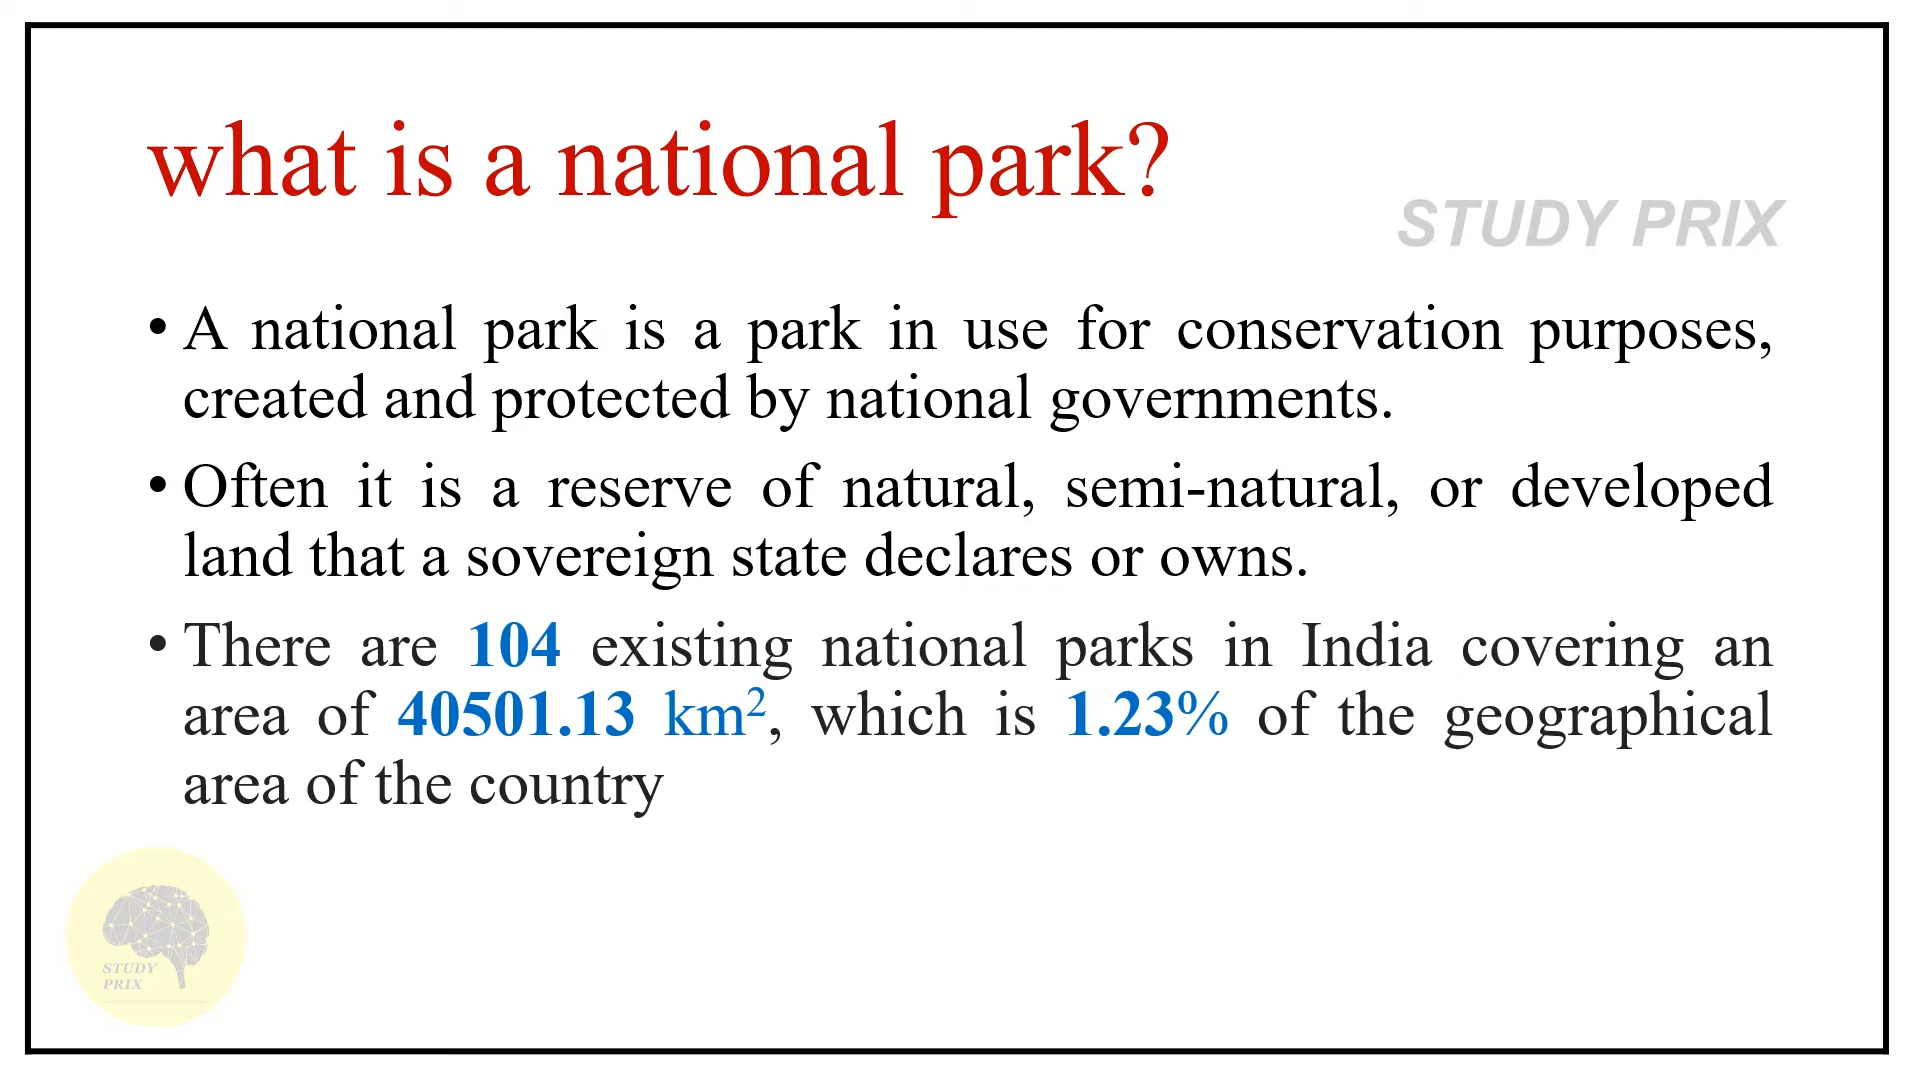 what is a national park?
STUDY PRIX
• A national park is a park in use for conservation purposes,
created and protected by national governments.
• Often it is a reserve of natural, semi-natural, or developed
land that a sovereign state declares or owns.
• There are 104 existing national parks in India covering an
area of 40501.13 km², which is 1.23% of the geographical
area of the country
STUDY
PRIX